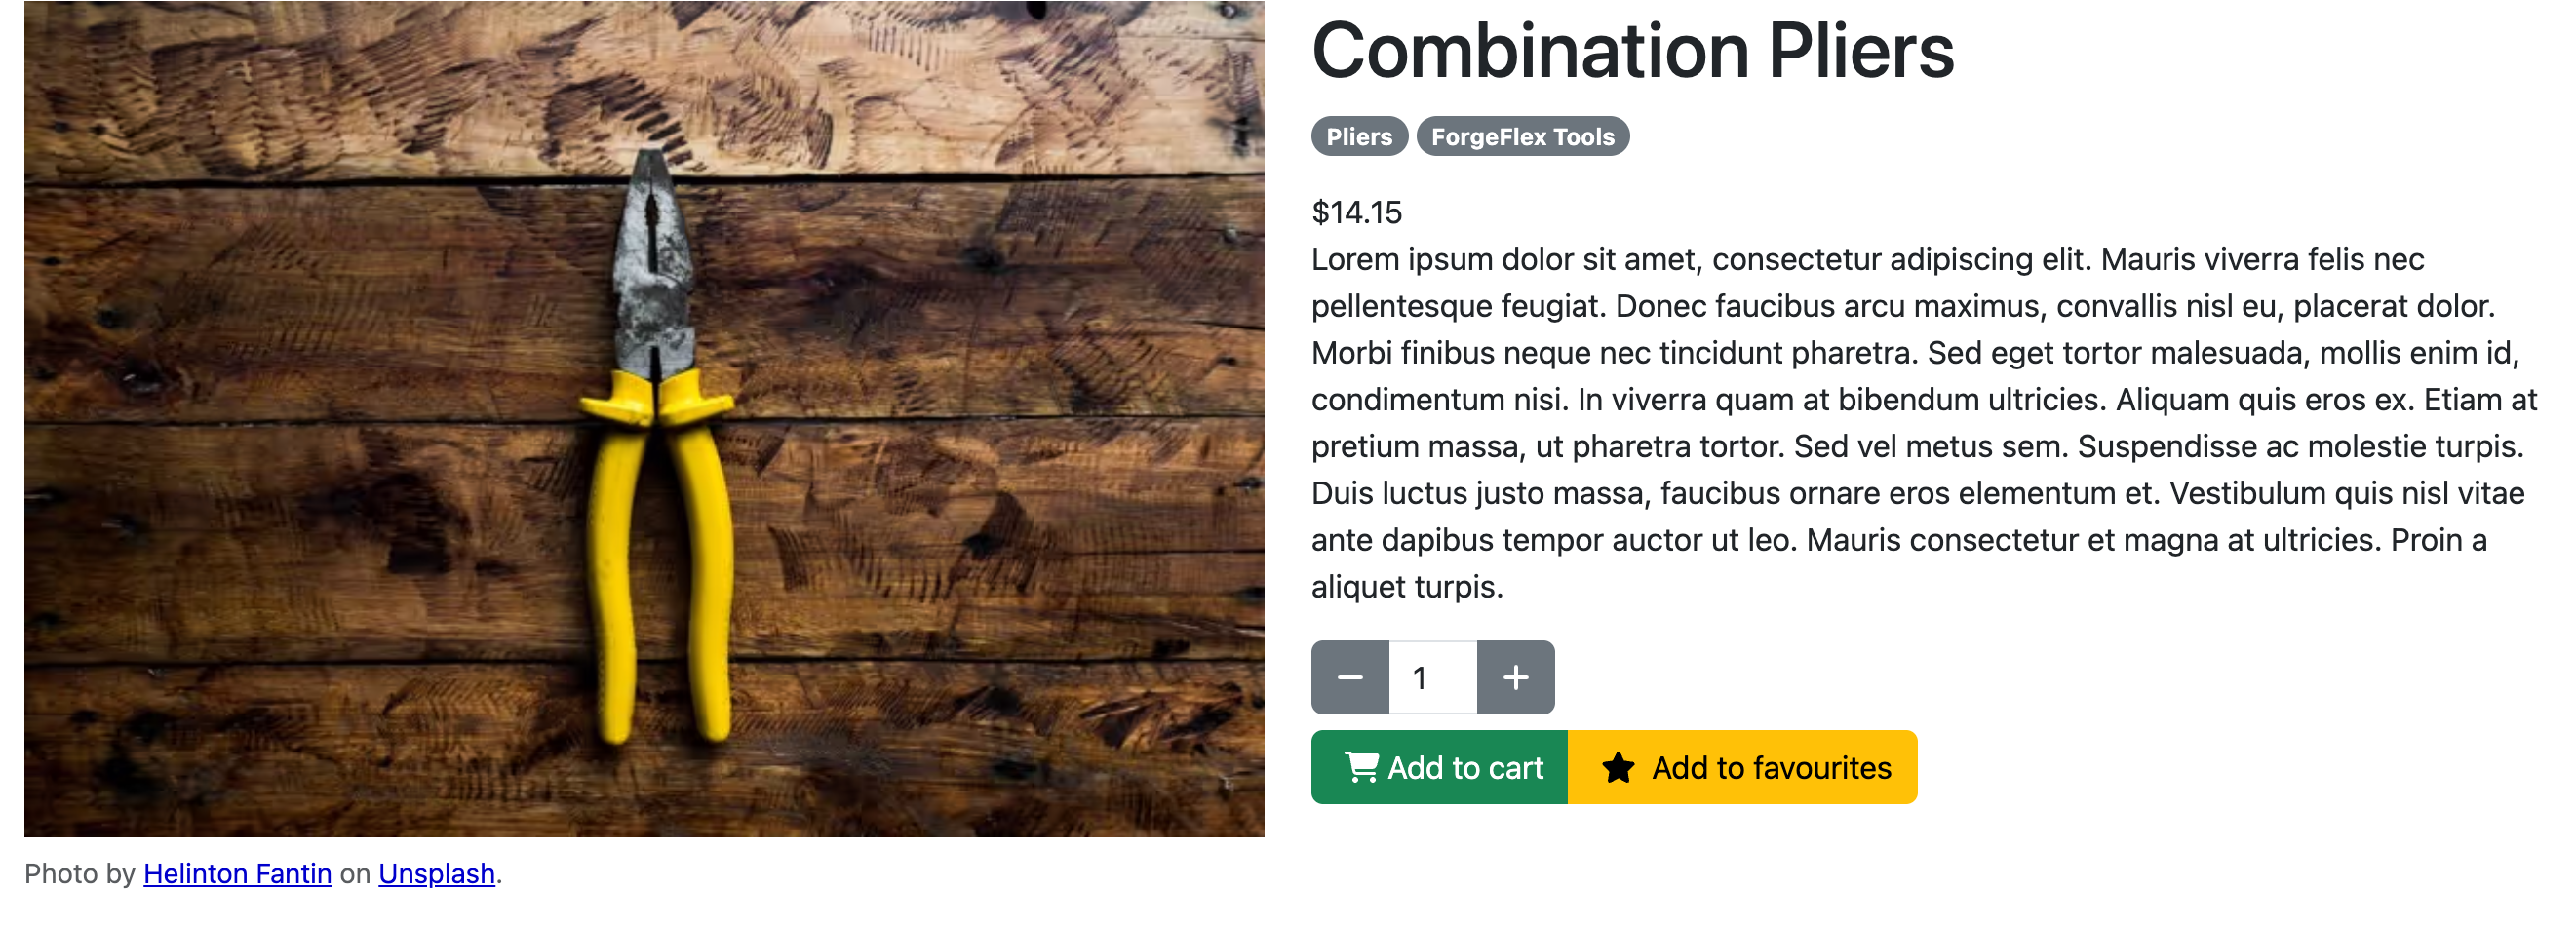 Combination Pliers
Pliers ForgeFlex Tools
$14.15
Lorem ipsum dolor sit amet, consectetur adipiscing elit. Mauris viverra felis nec
pellentesque feugiat. Donec faucibus arcu maximus, convallis nisl eu, placerat dolor.
Morbi finibus neque nec tincidunt pharetra. Sed eget tortor malesuada, mollis enim id,
condimentum nisi. In viverra quam at bibendum ultricies. Aliquam quis eros ex. Etiam at
pretium massa, ut pharetra tortor. Sed vel metus sem. Suspendisse ac molestie turpis.
Duis luctus justo massa, faucibus ornare eros elementum et. Vestibulum quis nisl vitae
ante dapibus tempor auctor ut leo. Mauris consectetur et magna at ultricies. Proin a
aliquet turpis.
1
Add to cart Add to favourites
Photo by Helinton Fantin on Unsplash.